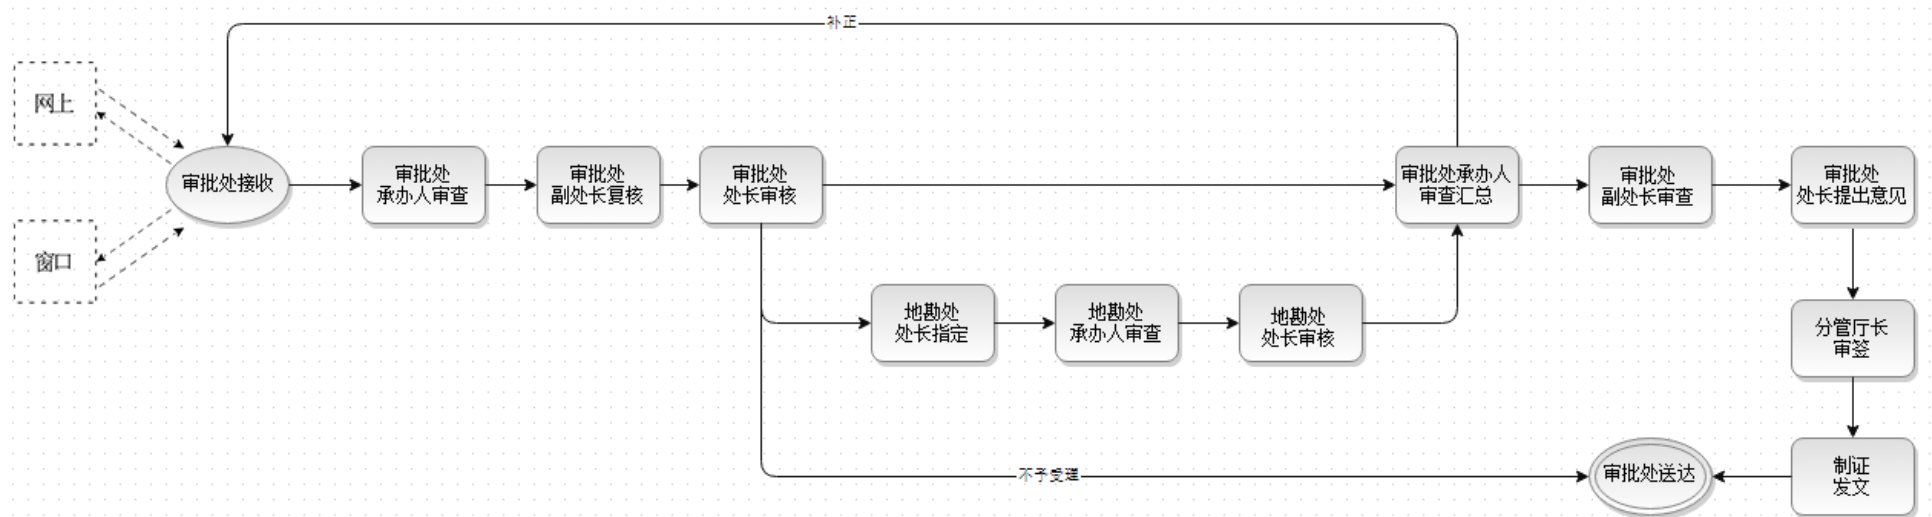 补正
网上
审批处接收
窗口
审批处
承办人审查
审批处
副处长复核
审批处
处长审核
审批处承办人
审查汇总
审批处
副处长审查
审批处
处长提出意见
地勘处
处长指定
地勘处
承办人审查
地勘处
处长审核
分管厅长
审签
不予受理
审批处送达
制证
发文